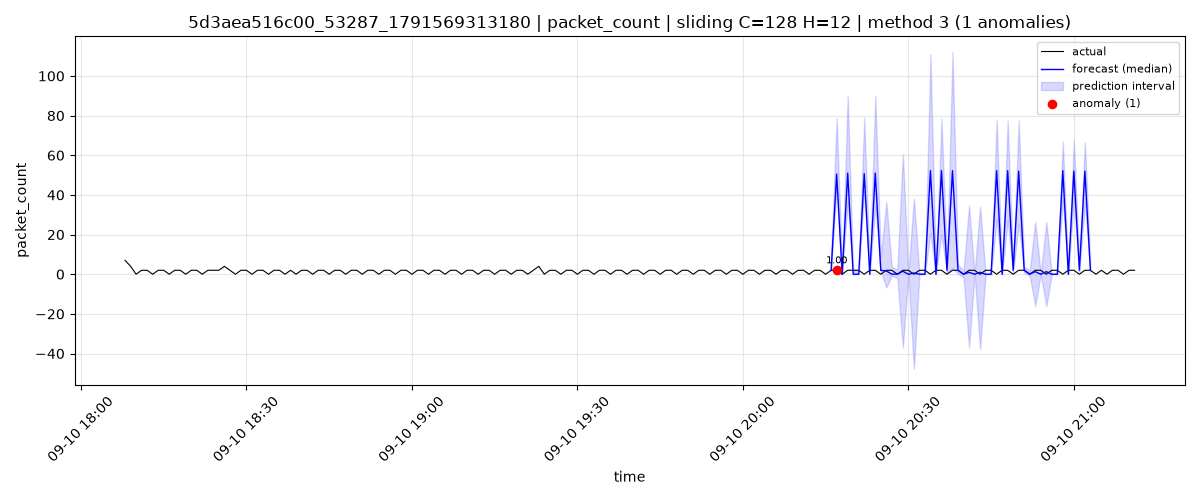 5d3aea516c00_53287_1791569313180 | packet_count | sliding C=128 H=12 | method 3 (1 anomalies)
actual
forecast (median)
prediction interval
anomaly (1)
packet_count
100
80
60
40
20
0
−20
−40
1.00
09-10 18:00
09-10 18:30
09-10 19:00
09-10 19:30
09-10 20:00
09-10 20:30
09-10 21:00
time